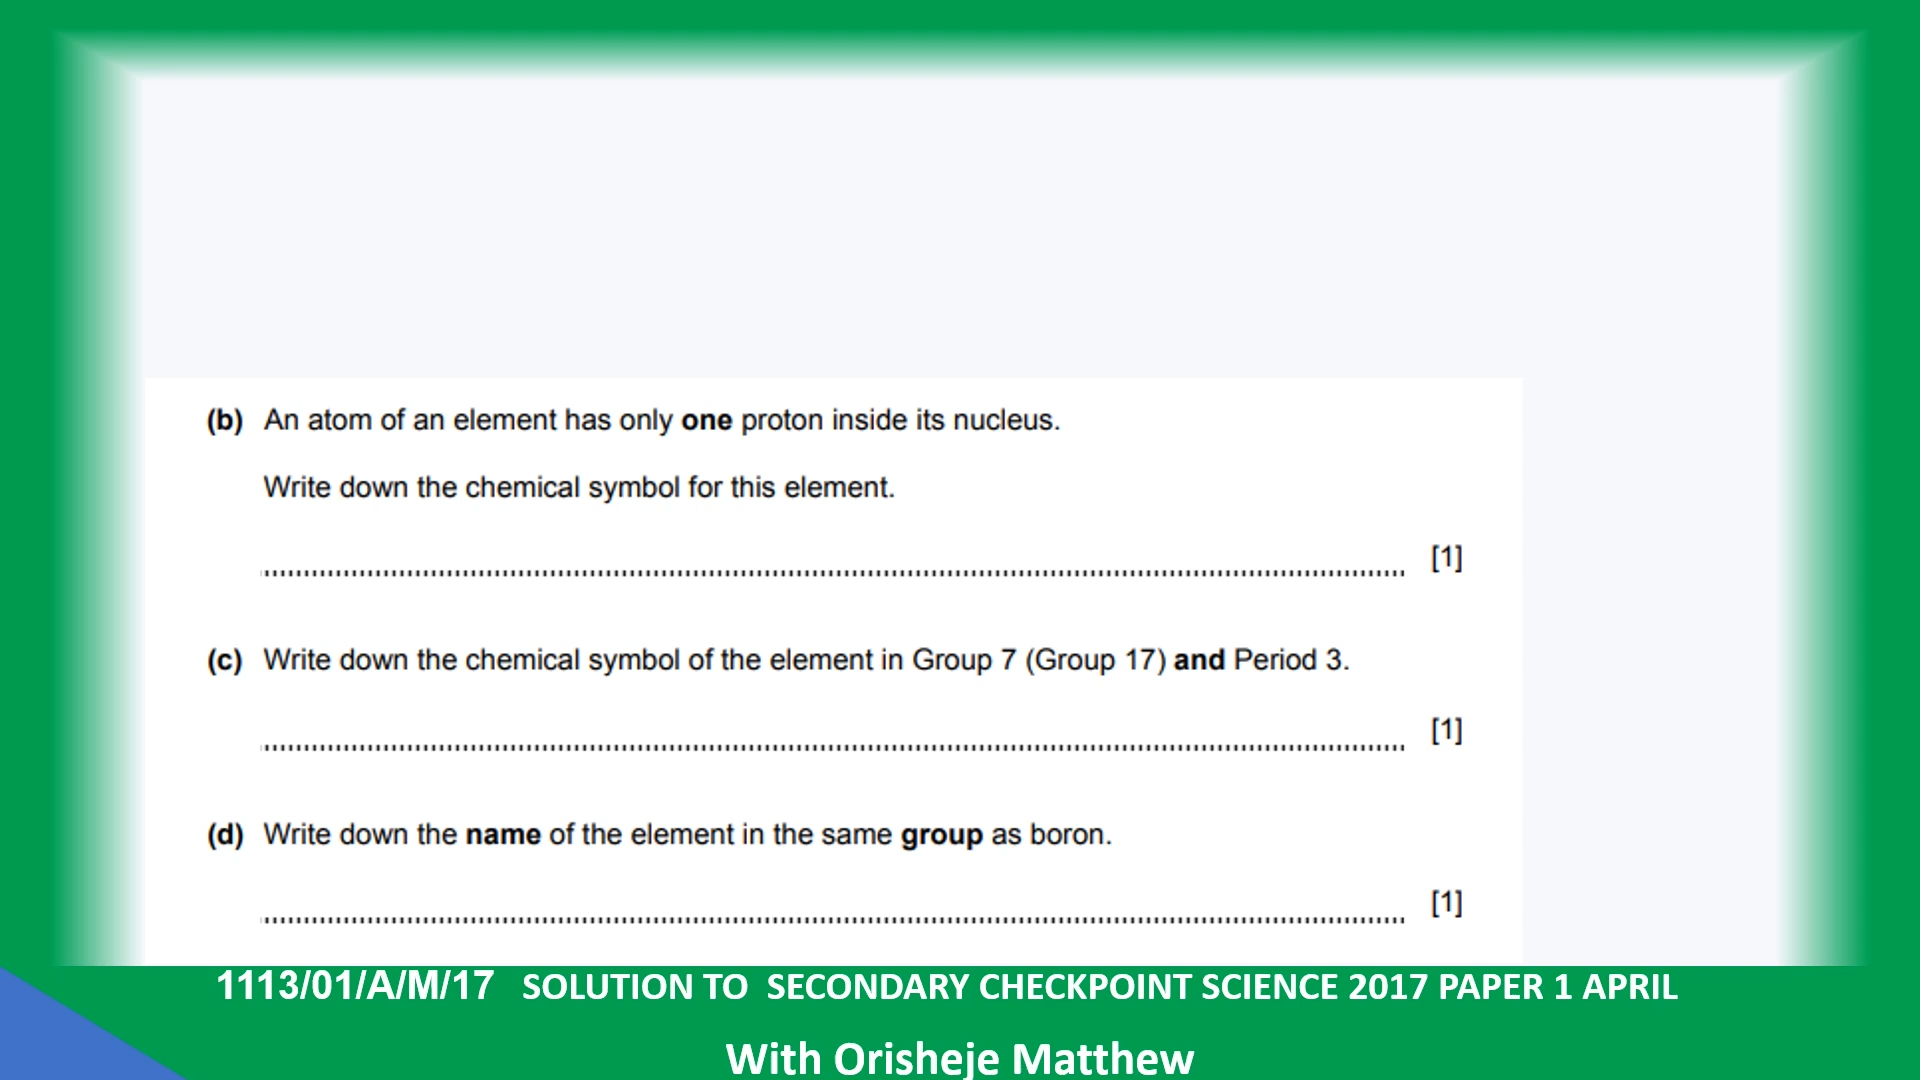 (b) An atom of an element has only one proton inside its nucleus.
Write down the chemical symbol for this element.
[1]
(c) Write down the chemical symbol of the element in Group 7 (Group 17) and Period 3.
[1]
(d) Write down the name of the element in the same group as boron.
[1]
1113/01/A/M/17 SOLUTION TO SECONDARY CHECKPOINT SCIENCE 2017 PAPER 1 APRIL
With Orisheje Matthew